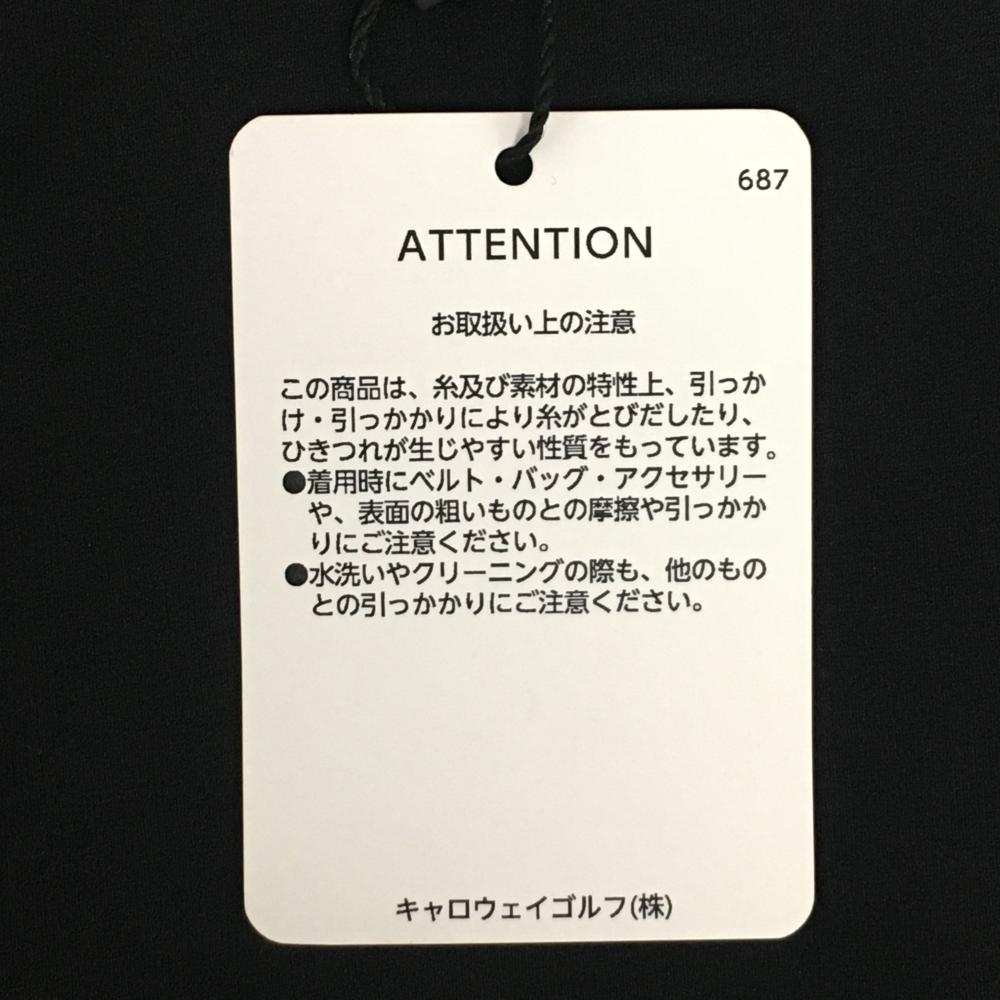 687
ATTENTION
お取扱い上の注意
この商品は、糸及び素材の特性上、引っか
け・引っかかりにより糸がとびだしたり、
ひきつれが生じやすい性質をもっています。
●着用時にベルト・バッグ・アクセサリー
や、表面の粗いものとの摩擦や引っかか
りにご注意ください。
●水洗いやクリーニングの際も、他のもの
との引っかかりにご注意ください。
キャロウェイゴルフ(株)